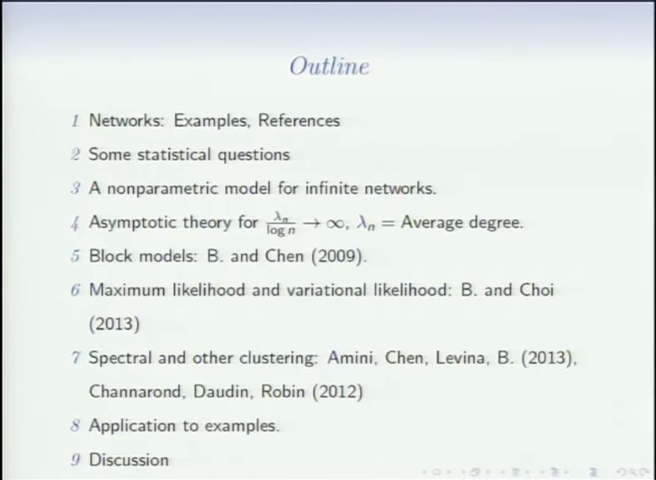 Outline
1 Networks: Examples, References
2 Some statistical questions
3 A nonparametric model for infinite networks.
4 Asymptotic theory for λn/log n → ∞, λn = Average degree.
5 Block models: B. and Chen (2009).
6 Maximum likelihood and variational likelihood: B. and Choi
(2013)
7 Spectral and other clustering: Amini, Chen, Levina, B. (2013),
Channarond, Daudin, Robin (2012)
8 Application to examples.
9 Discussion